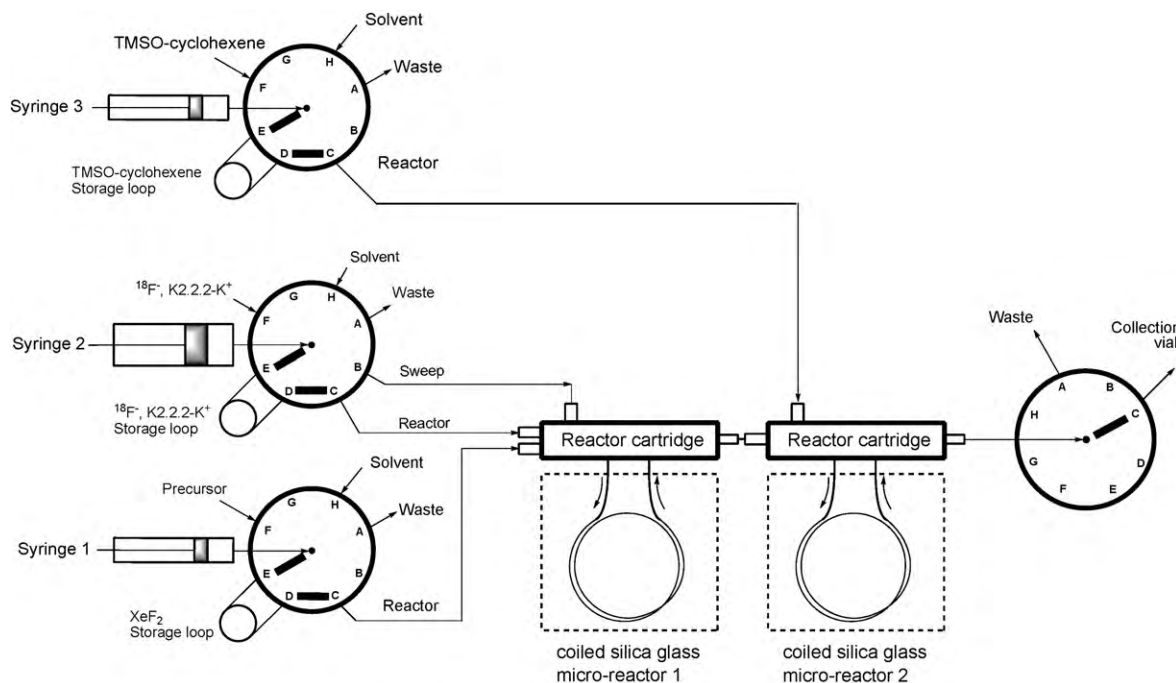 Solvent
TMSO-cyclohexene
Waste
G
H
F
A
Syringe 3
E
B
D
C
Reactor
TMSO-cyclohexene
Storage loop
Solvent
¹⁸F⁻, K2.2.2-K⁺
Waste
G
H
F
A
Syringe 2
E
B
D
C
Sweep
¹⁸F⁻, K2.2.2-K⁺
Storage loop
Reactor
Reactor cartridge
Reactor cartridge
Waste
Collection
vial
A
B
H
C
G
D
F
E
Solvent
Precursor
Waste
G
H
F
A
Syringe 1
E
B
D
C
Reactor
XeF₂
Storage loop
coiled silica glass
micro-reactor 1
coiled silica glass
micro-reactor 2